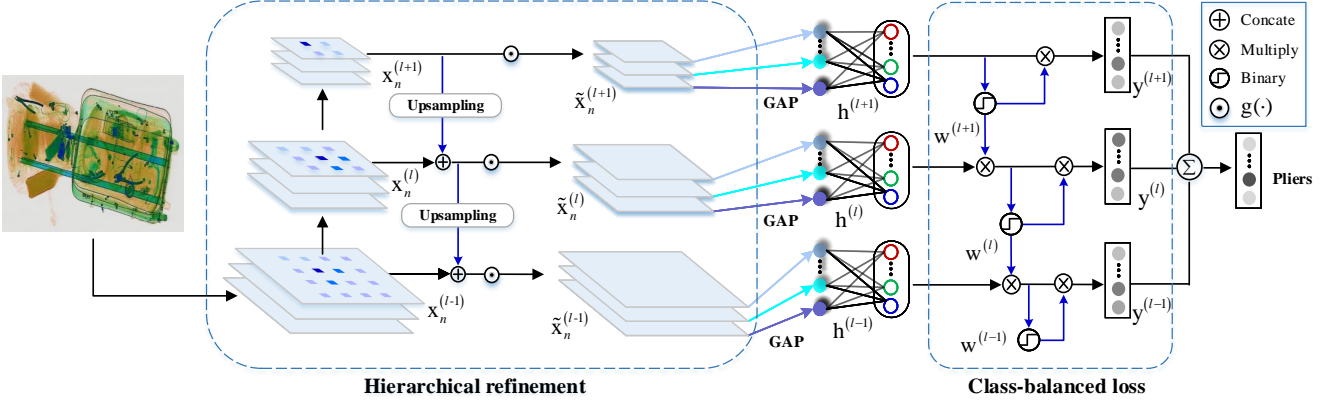 x_n^(l+1)
Upsampling
x̃_n^(l+1)
GAP
h^(l+1)
w^(l+1)
y^(l+1)
Concate
Multiply
Binary
g(·)
x_n^(l)
Upsampling
x̃_n^(l)
GAP
h^(l)
w^(l)
y^(l)
Σ
Pliers
x_n^(l-1)
x̃_n^(l-1)
GAP
h^(l−1)
w^(l−1)
y^(l−1)
Hierarchical refinement
Class-balanced loss